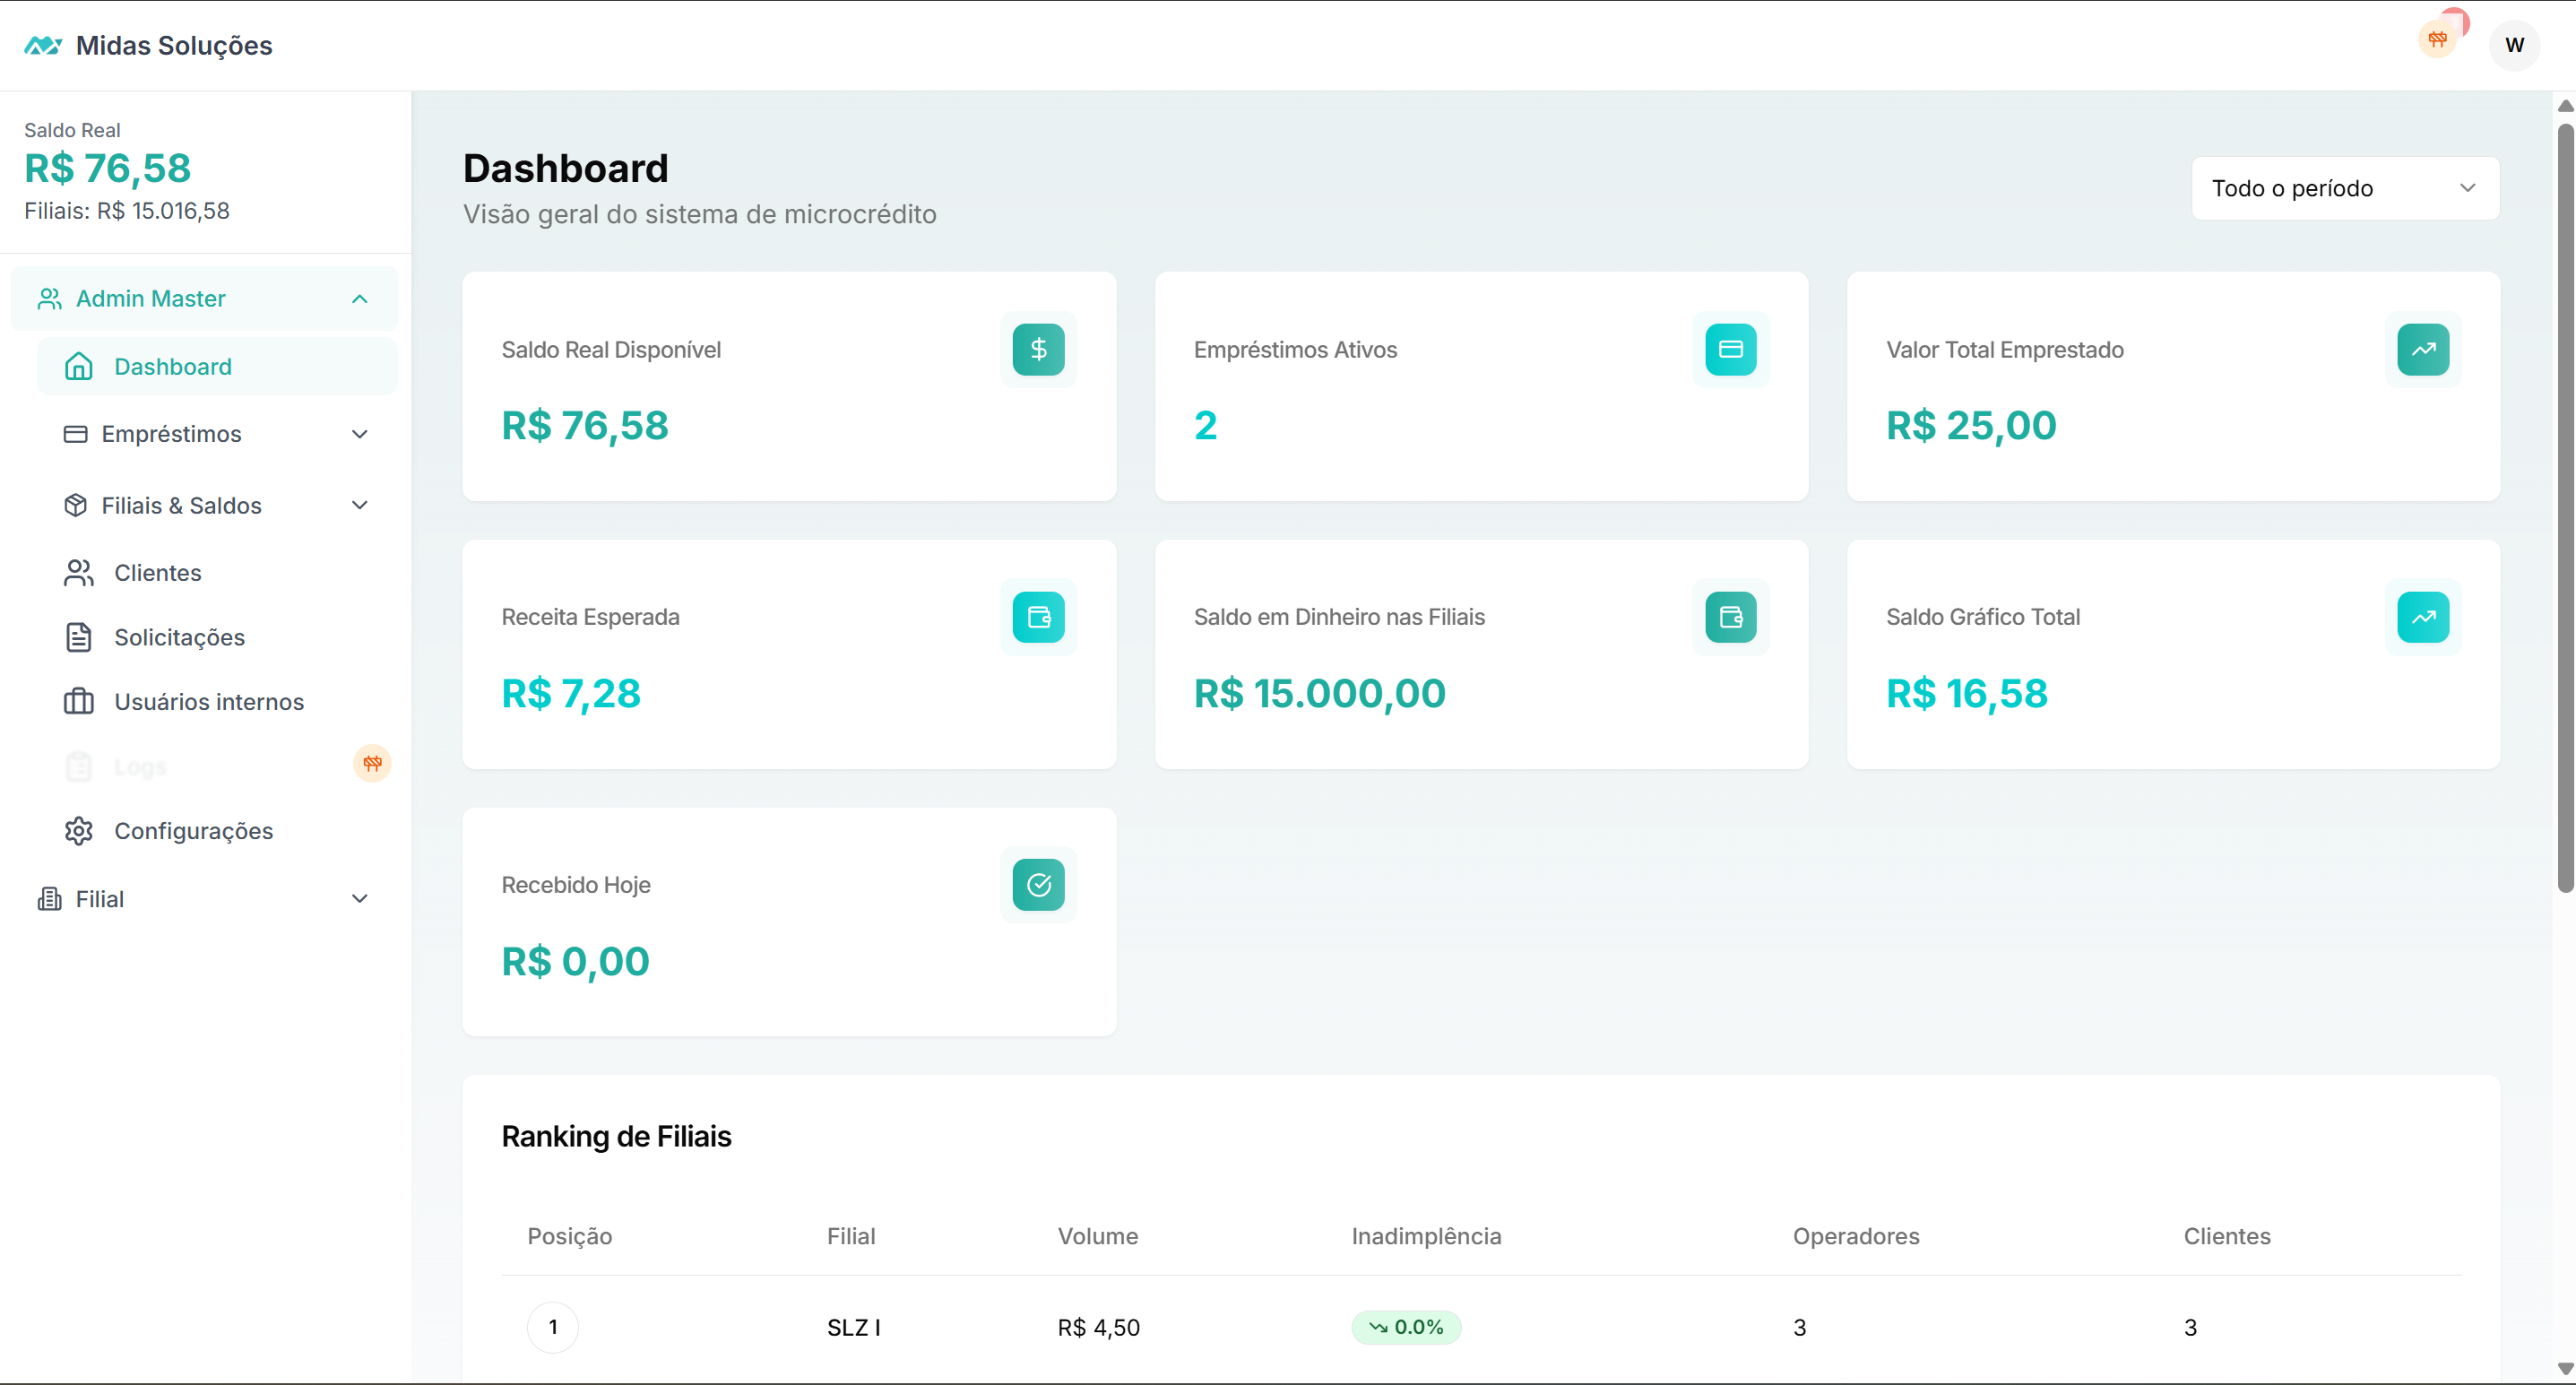 Midas Soluções
W
Saldo Real
R$ 76,58
Filiais: R$ 15.016,58
Admin Master
Dashboard
Empréstimos
Filiais & Saldos
Clientes
Solicitações
Usuários internos
Logs
Configurações
Filial
Dashboard
Visão geral do sistema de microcrédito
Todo o período
Saldo Real Disponível
R$ 76,58
Empréstimos Ativos
2
Valor Total Emprestado
R$ 25,00
Receita Esperada
R$ 7,28
Saldo em Dinheiro nas Filiais
R$ 15.000,00
Saldo Gráfico Total
R$ 16,58
Recebido Hoje
R$ 0,00
Ranking de Filiais
Posição Filial Volume Inadimplência Operadores Clientes
1 SLZ I R$ 4,50 0.0% 3 3